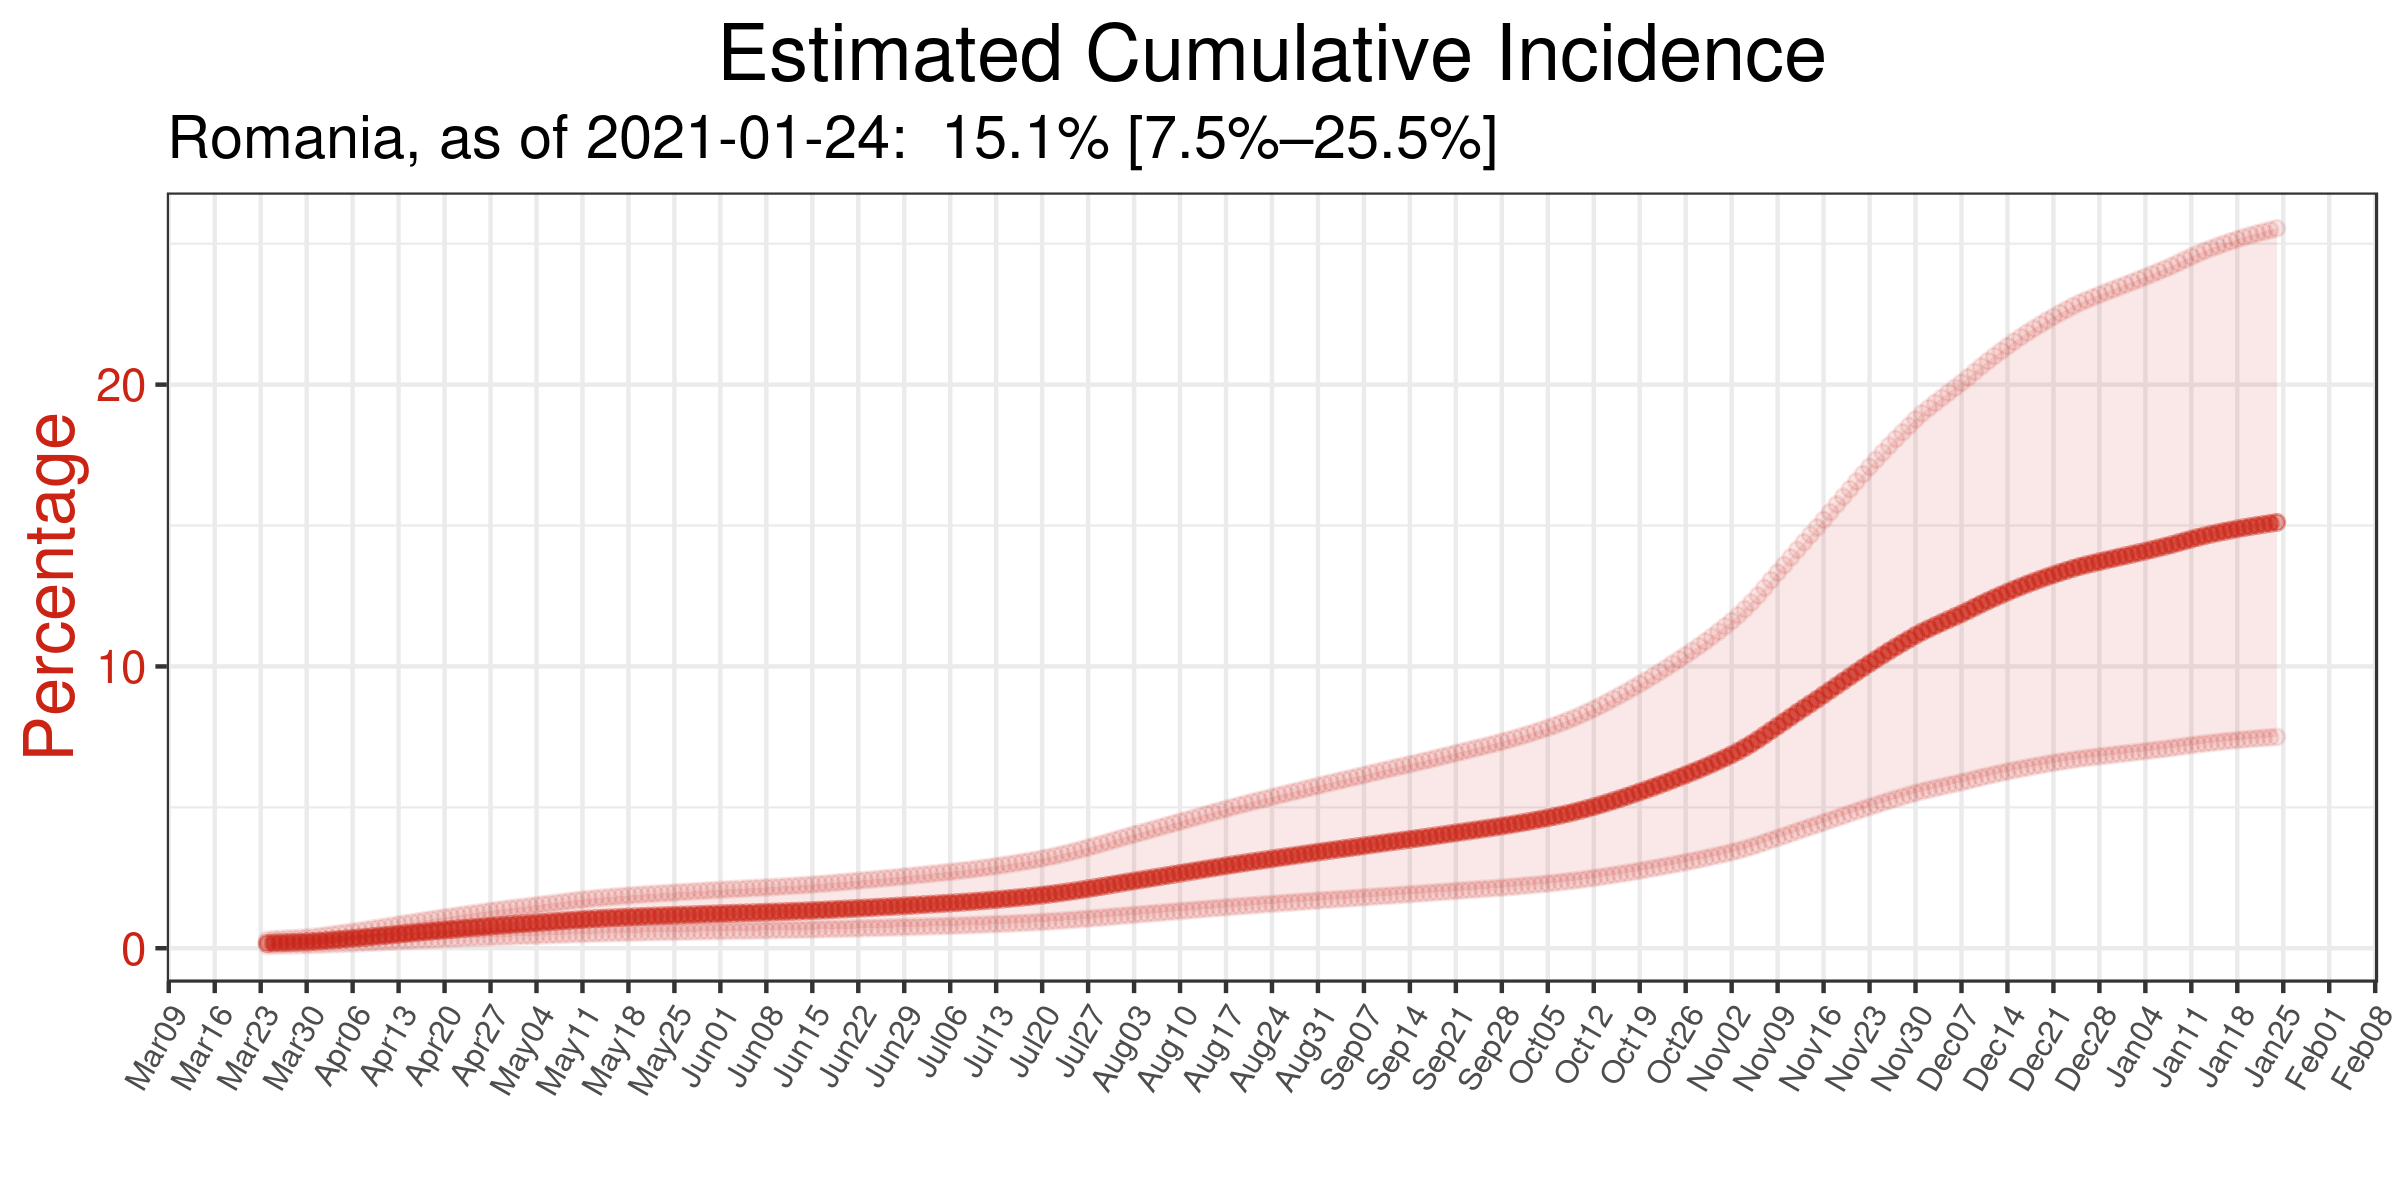 Estimated Cumulative Incidence
Romania, as of 2021-01-24:  15.1% [7.5%–25.5%]
Percentage
20
10
0
Mar09
Mar16
Mar23
Mar30
Apr06
Apr13
Apr20
Apr27
May04
May11
May18
May25
Jun01
Jun08
Jun15
Jun22
Jun29
Jul06
Jul13
Jul20
Jul27
Aug03
Aug10
Aug17
Aug24
Aug31
Sep07
Sep14
Sep21
Sep28
Oct05
Oct12
Oct19
Oct26
Nov02
Nov09
Nov16
Nov23
Nov30
Dec07
Dec14
Dec21
Dec28
Jan04
Jan11
Jan18
Jan25
Feb01
Feb08